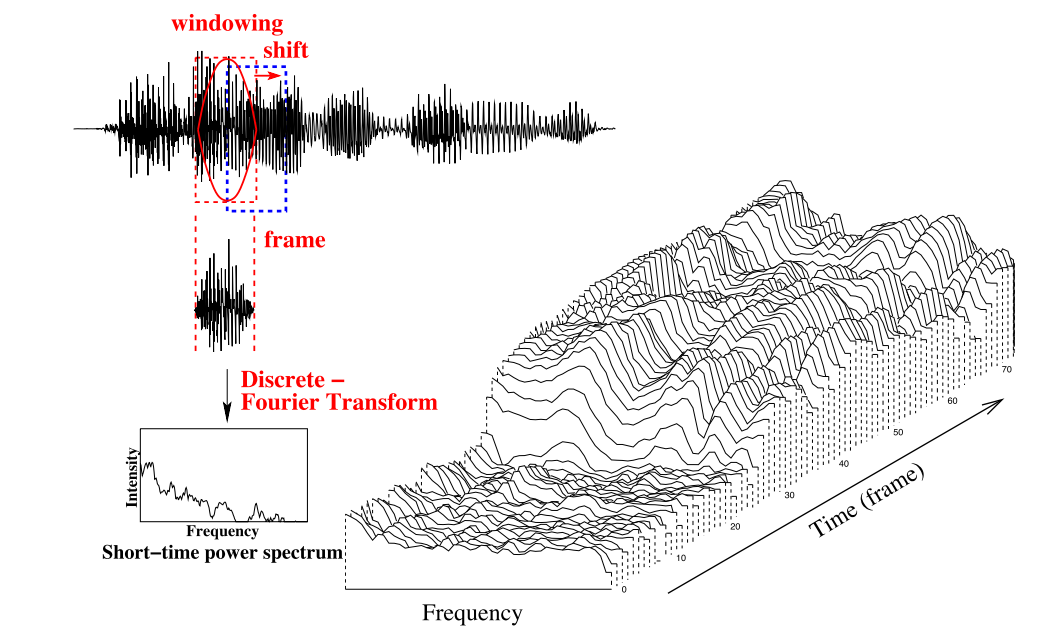 windowing
shift
frame
Discrete –
Fourier Transform
Intensity
Frequency
Short–time power spectrum
Frequency
0
10
20
30
40
50
60
70
Time (frame)